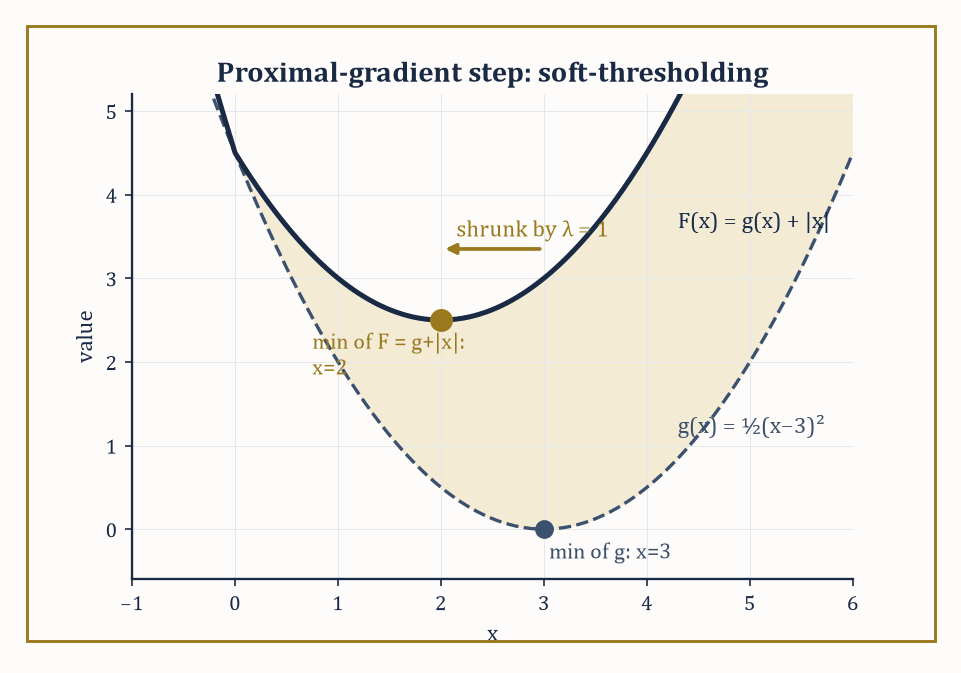 Proximal-gradient step: soft-thresholding
5
4
3
2
1
0
value
shrunk by λ = 1
F(x) = g(x) + |x|
min of F = g+|x|:
x=2
g(x) = ½(x−3)²
min of g: x=3
−1 0 1 2 3 4 5 6
x